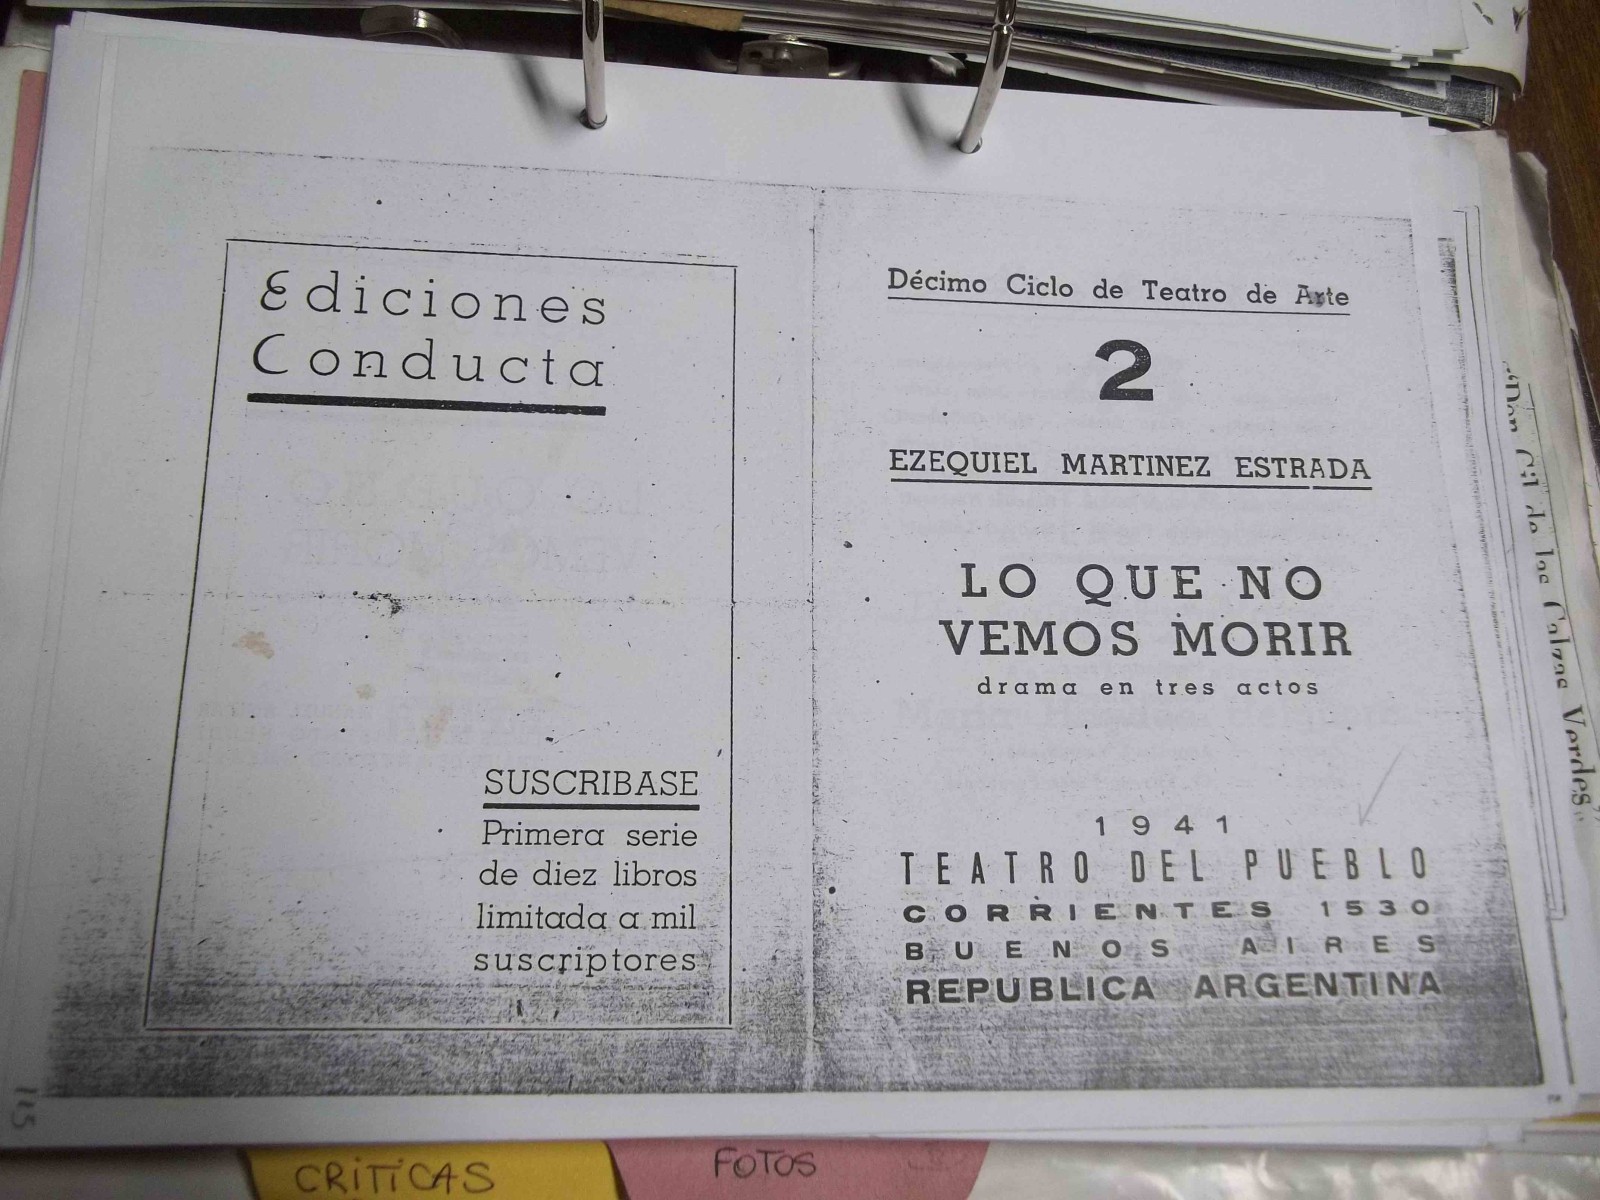 Ediciones
Conducta
SUSCRIBASE
Primera serie
de diez libros
limitada a mil
suscriptores
Décimo Ciclo de Teatro de Arte
2
EZEQUIEL MARTINEZ ESTRADA
LO QUE NO
VEMOS MORIR
drama en tres actos
1941
TEATRO DEL PUEBLO
CORRIENTES 1530
BUENOS AIRES
REPUBLICA ARGENTINA
Gil de las Calzas Verdes"
115
CRITICAS
FOTOS